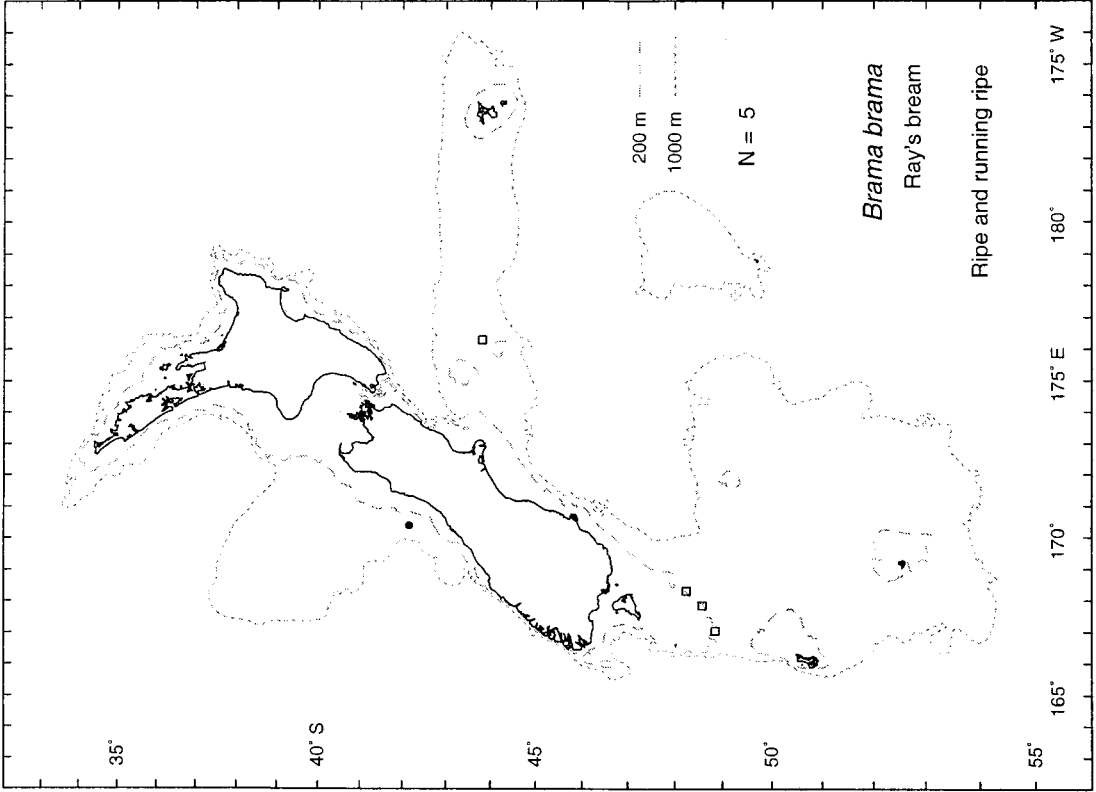 35°
40° S
45°
50°
55°
165°
170°
175° E
180°
175° W
200 m
1000 m
N = 5
Brama brama
Ray's bream
Ripe and running ripe